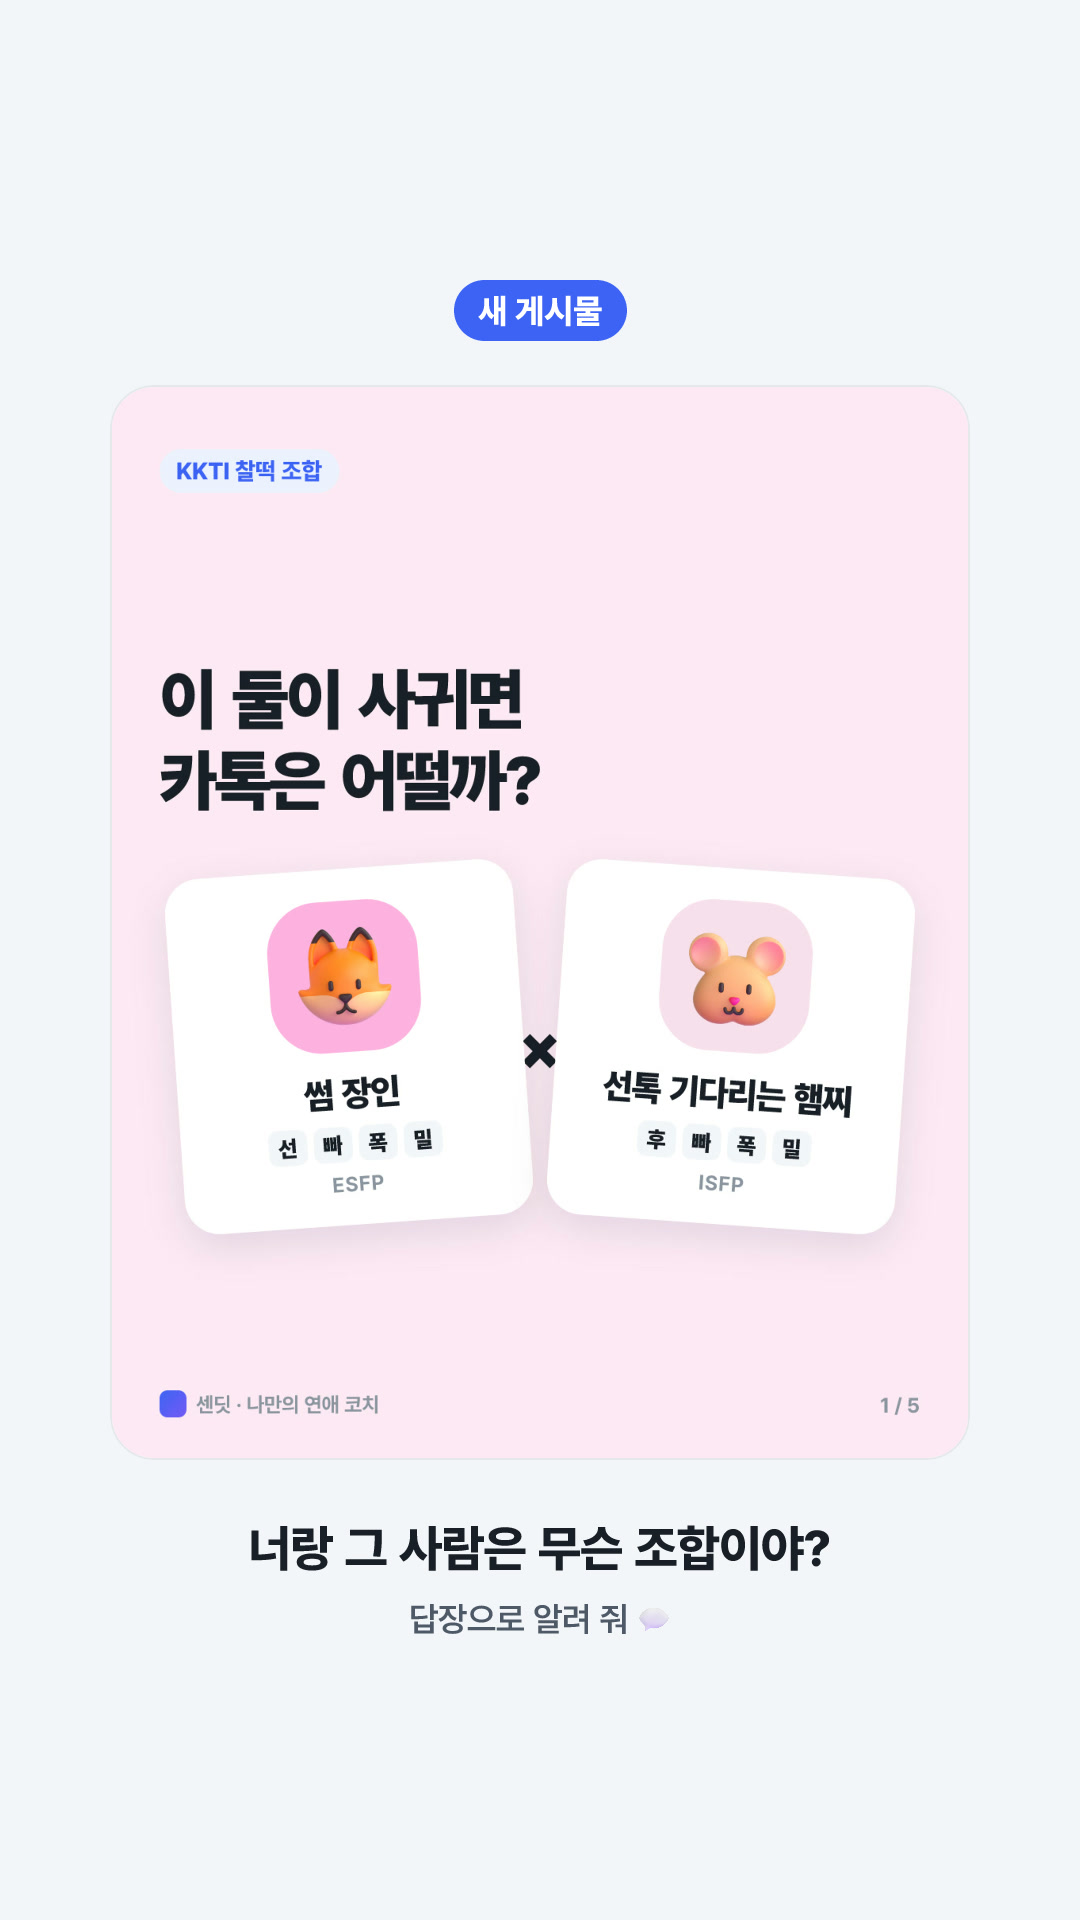 새 게시물
KKTI 찰떡 조합
이 둘이 사귀면
카톡은 어떨까?
썸 장인
선 빠 폭 밀
ESFP
×
선톡 기다리는 햄찌
후 빠 폭 밀
ISFP
센딧 · 나만의 연애 코치
1 / 5
너랑 그 사람은 무슨 조합이야?
답장으로 알려 줘